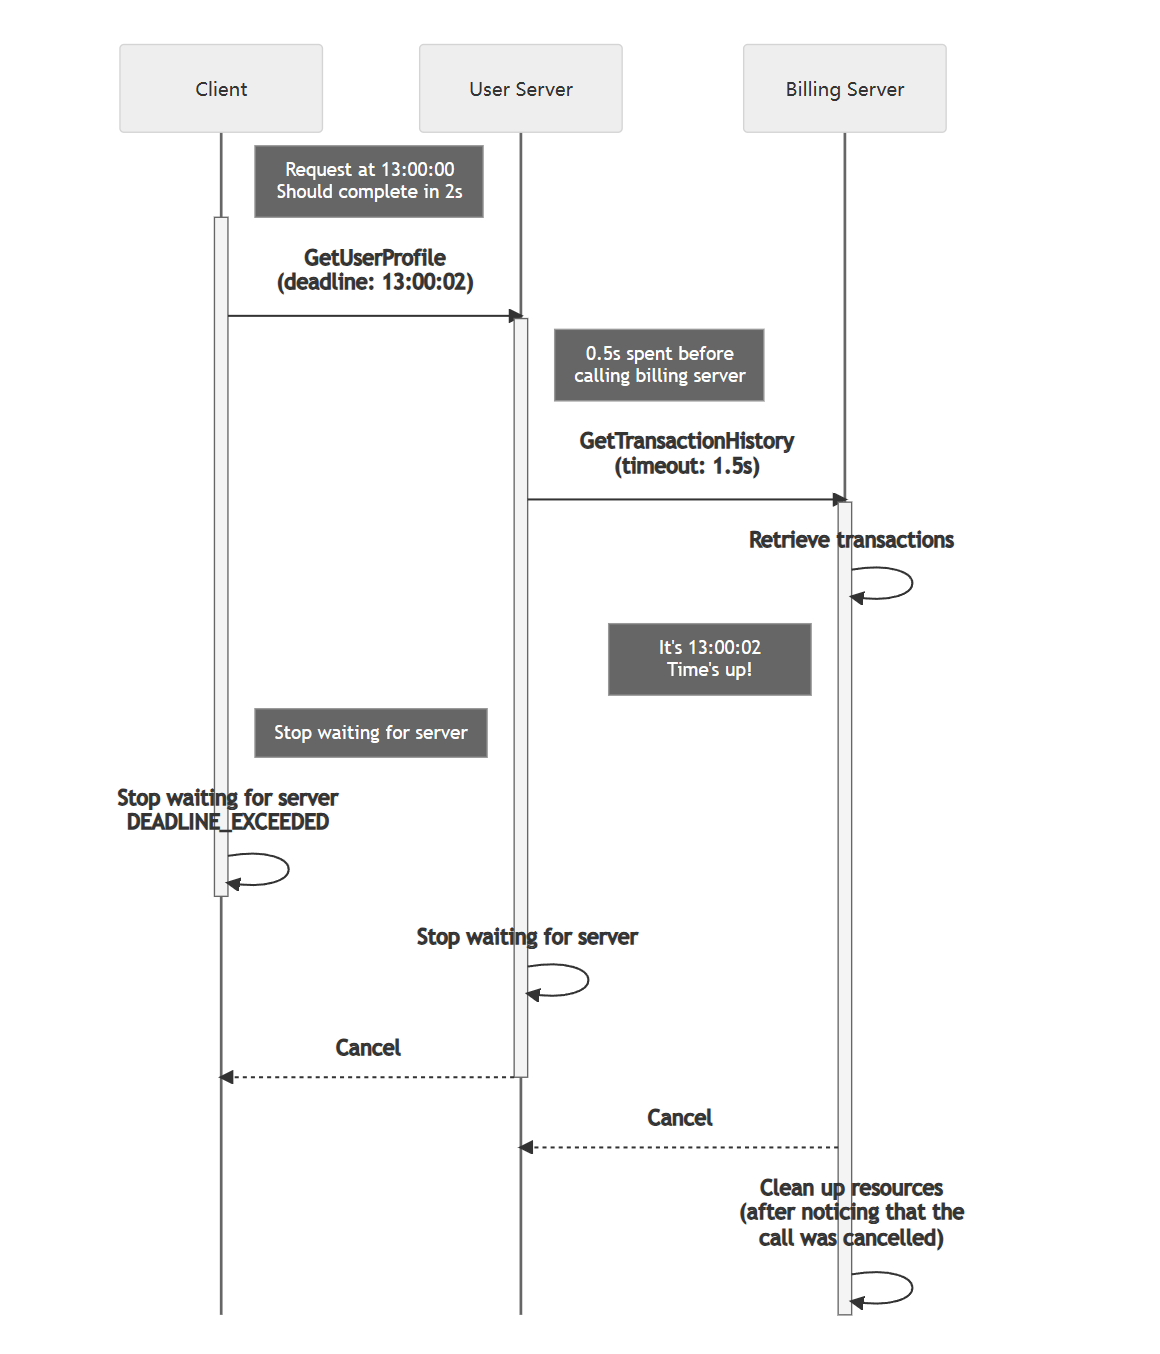 Client
User Server
Billing Server
Request at 13:00:00
Should complete in 2s
GetUserProfile
(deadline: 13:00:02)
0.5s spent before
calling billing server
GetTransactionHistory
(timeout: 1.5s)
Retrieve transactions
It's 13:00:02
Time's up!
Stop waiting for server
Stop waiting for server
DEADLINE_EXCEEDED
Stop waiting for server
Cancel
Cancel
Clean up resources
(after noticing that the
call was cancelled)